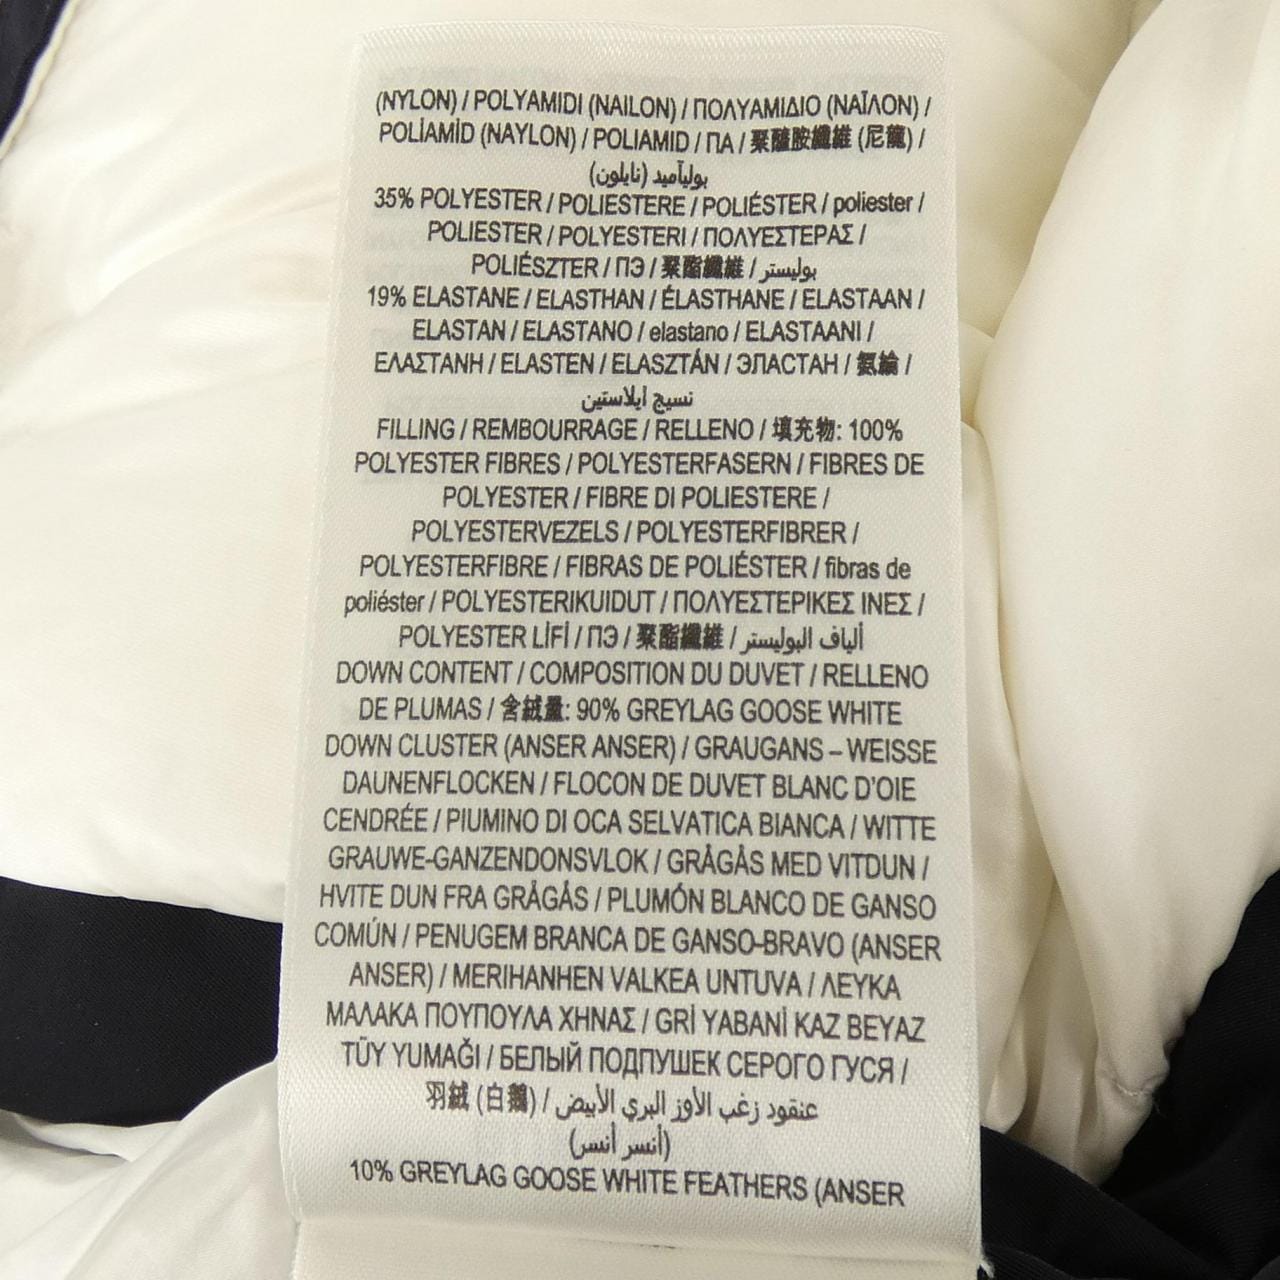 (NYLON) / POLYAMIDI (NAILON) / ΠΟΛΥΑΜΙΔΙΟ (ΝΑΪΛΟΝ) /
POLİAMİD (NAYLON) / POLIAMID / ПА / 聚醯胺纖維 (尼龍) /
بوليآميد (نايلون)
35% POLYESTER / POLIESTERE / POLIÉSTER / poliester /
POLIESTER / POLYESTERI / ΠΟΛΥΕΣΤΕΡΑΣ /
POLIÉSZTER / ПЭ / 聚酯纖維 / بوليستر
19% ELASTANE / ELASTHAN / ÉLASTHANE / ELASTAAN /
ELASTAN / ELASTANO / elastano / ELASTAANI /
ΕΛΑΣΤΑΝΗ / ELASTEN / ELASZTÁN / ЭЛАСТАН / 氨綸 /
نسيج إيلاستين
FILLING / REMBOURRAGE / RELLENO / 填充物: 100%
POLYESTER FIBRES / POLYESTERFASERN / FIBRES DE
POLYESTER / FIBRE DI POLIESTERE /
POLYESTERVEZELS / POLYESTERFIBRER /
POLYESTERFIBRE / FIBRAS DE POLIÉSTER / fibras de
poliéster / POLYESTERIKUIDUT / ΠΟΛΥΕΣΤΕΡΙΚΕΣ ΙΝΕΣ /
POLYESTER LİFİ / ПЭ / 聚酯纖維 / ألياف البوليستر
DOWN CONTENT / COMPOSITION DU DUVET / RELLENO
DE PLUMAS / 含絨量: 90% GREYLAG GOOSE WHITE
DOWN CLUSTER (ANSER ANSER) / GRAUGANS – WEISSE
DAUNENFLOCKEN / FLOCON DE DUVET BLANC D'OIE
CENDRÉE / PIUMINO DI OCA SELVATICA BIANCA / WITTE
GRAUWE-GANZENDONSVLOK / GRÅGÅS MED VITDUN /
HVITE DUN FRA GRÅGÅS / PLUMÓN BLANCO DE GANSO
COMÚN / PENUGEM BRANCA DE GANSO-BRAVO (ANSER
ANSER) / MERIHANHEN VALKEA UNTUVA / ΛΕΥΚΑ
ΜΑΛΑΚΑ ΠΟΥΠΟΥΛΑ ΧΗΝΑΣ / GRİ YABANİ KAZ BEYAZ
TÜY YUMAĞI / БЕЛЫЙ ПОДПУШЕК СЕРОГО ГУСЯ /
羽絨 (白鵝) / عنقود زغب الأوز البري الأبيض
(أنسر أنسر)
10% GREYLAG GOOSE WHITE FEATHERS (ANSER